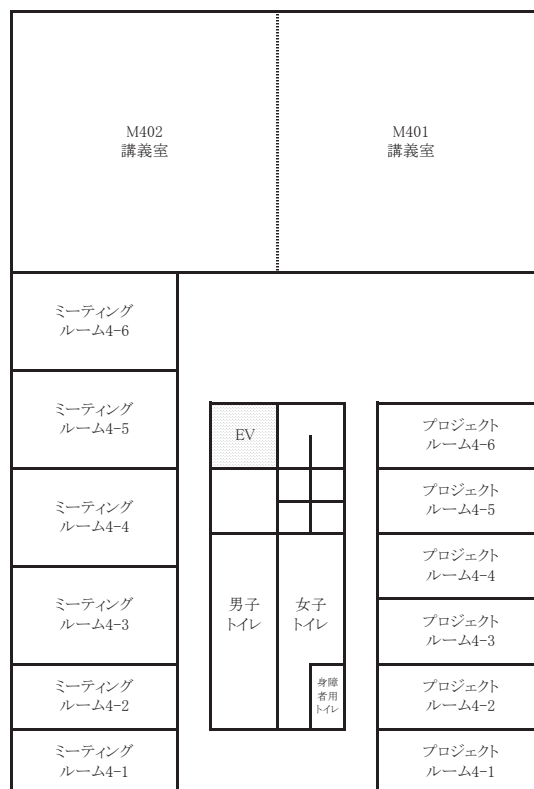 M402
講義室
M401
講義室
ミーティング
ルーム4-6
ミーティング
ルーム4-5
EV
プロジェクト
ルーム4-6
ミーティング
ルーム4-4
プロジェクト
ルーム4-5
プロジェクト
ルーム4-4
ミーティング
ルーム4-3
男子
トイレ
女子
トイレ
プロジェクト
ルーム4-3
ミーティング
ルーム4-2
身障
者用
トイレ
プロジェクト
ルーム4-2
ミーティング
ルーム4-1
プロジェクト
ルーム4-1